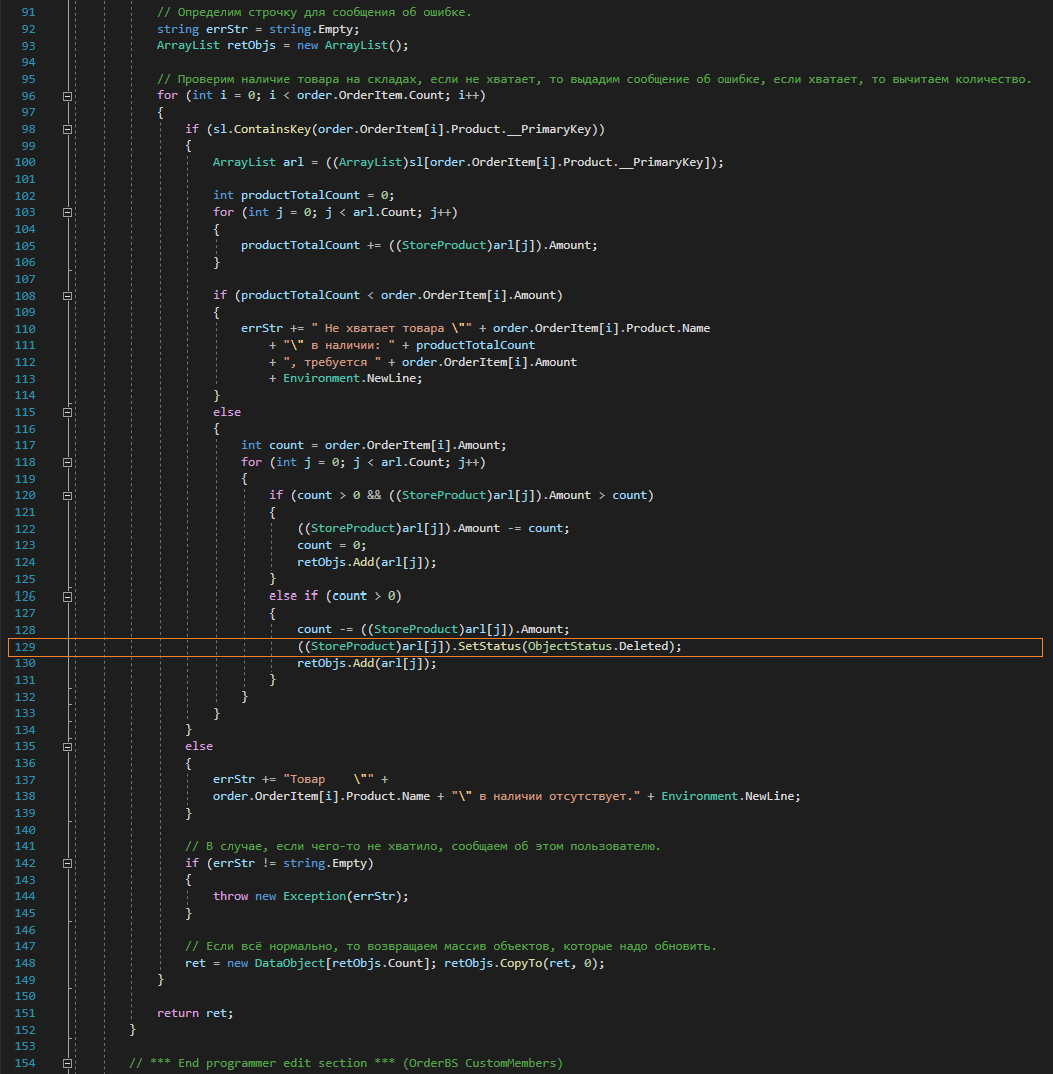 91 // Определим строчку для сообщения об ошибке.
92 string errStr = string.Empty;
93 ArrayList retObjs = new ArrayList();
94
95 // Проверим наличие товара на складах, если не хватает, то выдадим сообщение об ошибке, если хватает, то вычитаем количество.
96 for (int i = 0; i < order.OrderItem.Count; i++)
97 {
98 if (sl.ContainsKey(order.OrderItem[i].Product.__PrimaryKey))
99 {
100 ArrayList arl = ((ArrayList)sl[order.OrderItem[i].Product.__PrimaryKey]);
101
102 int productTotalCount = 0;
103 for (int j = 0; j < arl.Count; j++)
104 {
105 productTotalCount += ((StoreProduct)arl[j]).Amount;
106 }
107
108 if (productTotalCount < order.OrderItem[i].Amount)
109 {
110 errStr += " Не хватает товара \"" + order.OrderItem[i].Product.Name
111 + "\" в наличии: " + productTotalCount
112 + ", требуется " + order.OrderItem[i].Amount
113 + Environment.NewLine;
114 }
115 else
116 {
117 int count = order.OrderItem[i].Amount;
118 for (int j = 0; j < arl.Count; j++)
119 {
120 if (count > 0 && ((StoreProduct)arl[j]).Amount > count)
121 {
122 ((StoreProduct)arl[j]).Amount -= count;
123 count = 0;
124 retObjs.Add(arl[j]);
125 }
126 else if (count > 0)
127 {
128 count -= ((StoreProduct)arl[j]).Amount;
129 ((StoreProduct)arl[j]).SetStatus(ObjectStatus.Deleted);
130 retObjs.Add(arl[j]);
131 }
132 }
133 }
134 }
135 else
136 {
137 errStr += "Товар    \"" +
138 order.OrderItem[i].Product.Name + "\" в наличии отсутствует." + Environment.NewLine;
139 }
140
141 // В случае, если чего-то не хватило, сообщаем об этом пользователю.
142 if (errStr != string.Empty)
143 {
144 throw new Exception(errStr);
145 }
146
147 // Если всё нормально, то возвращаем массив объектов, которые надо обновить.
148 ret = new DataObject[retObjs.Count]; retObjs.CopyTo(ret, 0);
149 }
150
151 return ret;
152 }
153
154 // *** End programmer edit section *** (OrderBS CustomMembers)